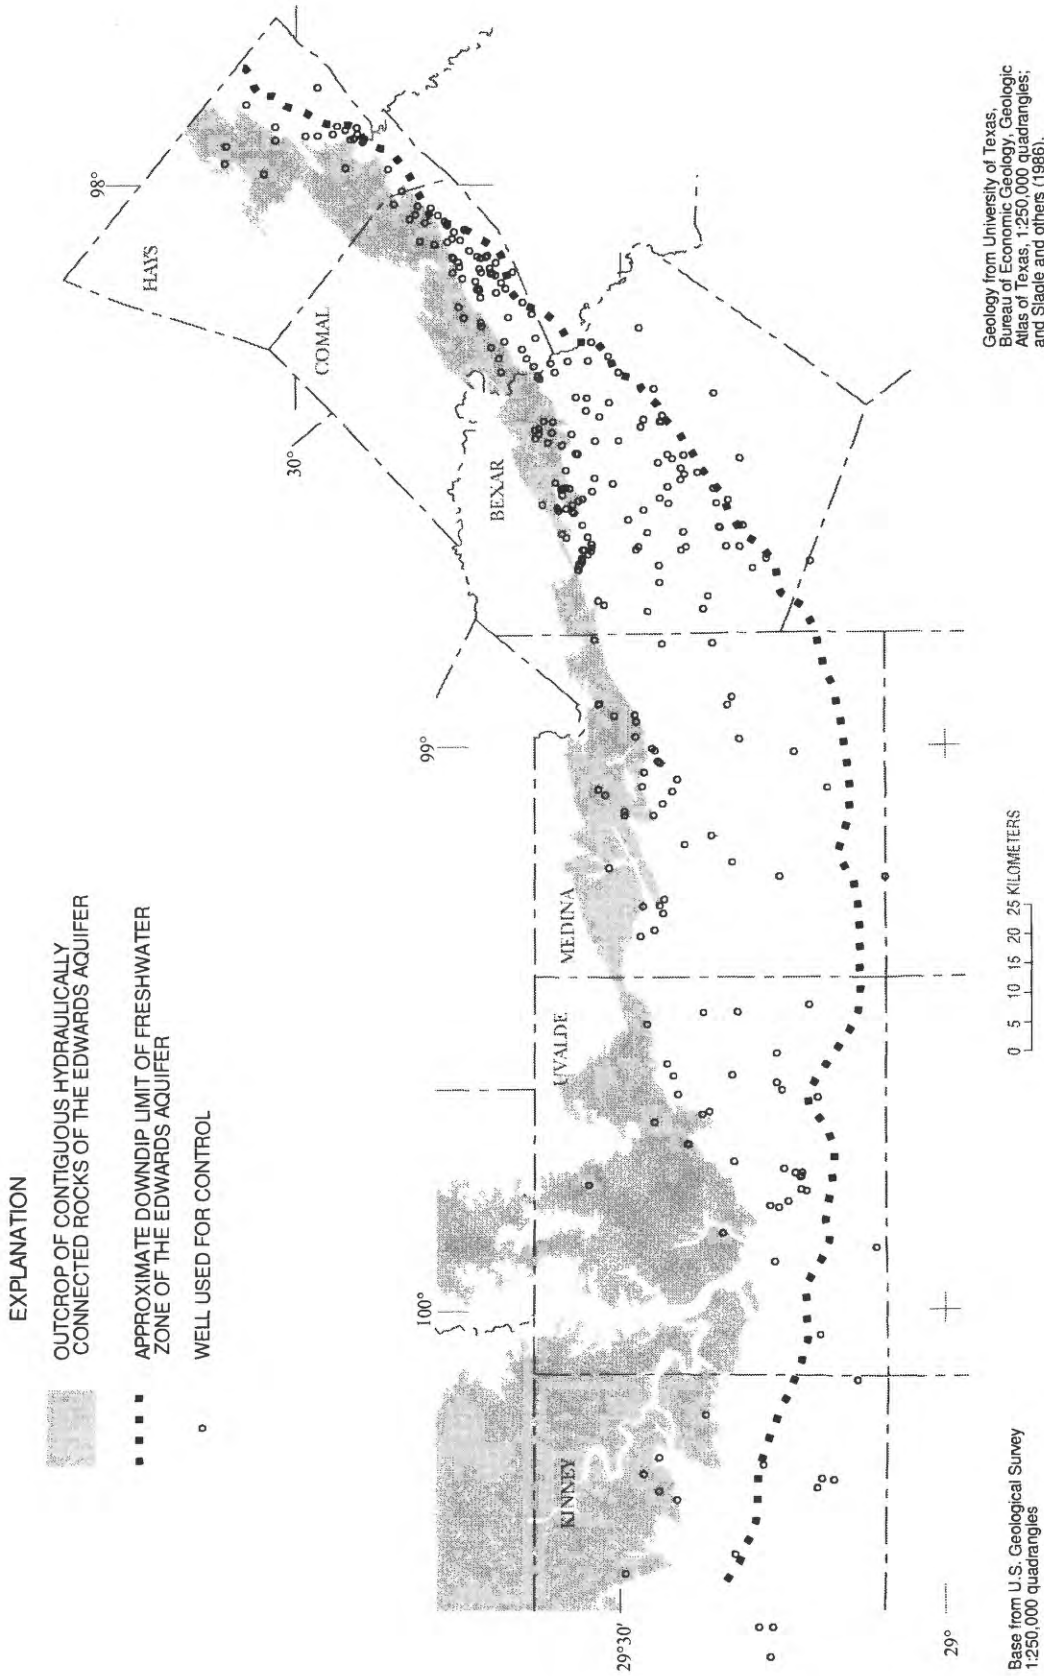 EXPLANATION
OUTCROP OF CONTIGUOUS HYDRAULICALLY
CONNECTED ROCKS OF THE EDWARDS AQUIFER
APPROXIMATE DOWNDIP LIMIT OF FRESHWATER
ZONE OF THE EDWARDS AQUIFER
WELL USED FOR CONTROL
98°
HAYS
COMAL
30°
BEXAR
99°
MEDINA
UVALDE
100°
KINNEY
29°30'
29°
0 5 10 15 20 25 KILOMETERS
Base from U.S. Geological Survey
1:250,000 quadrangles
Geology from University of Texas,
Bureau of Economic Geology, Geologic
Atlas of Texas, 1:250,000 quadrangles;
and Slagle and others (1986).